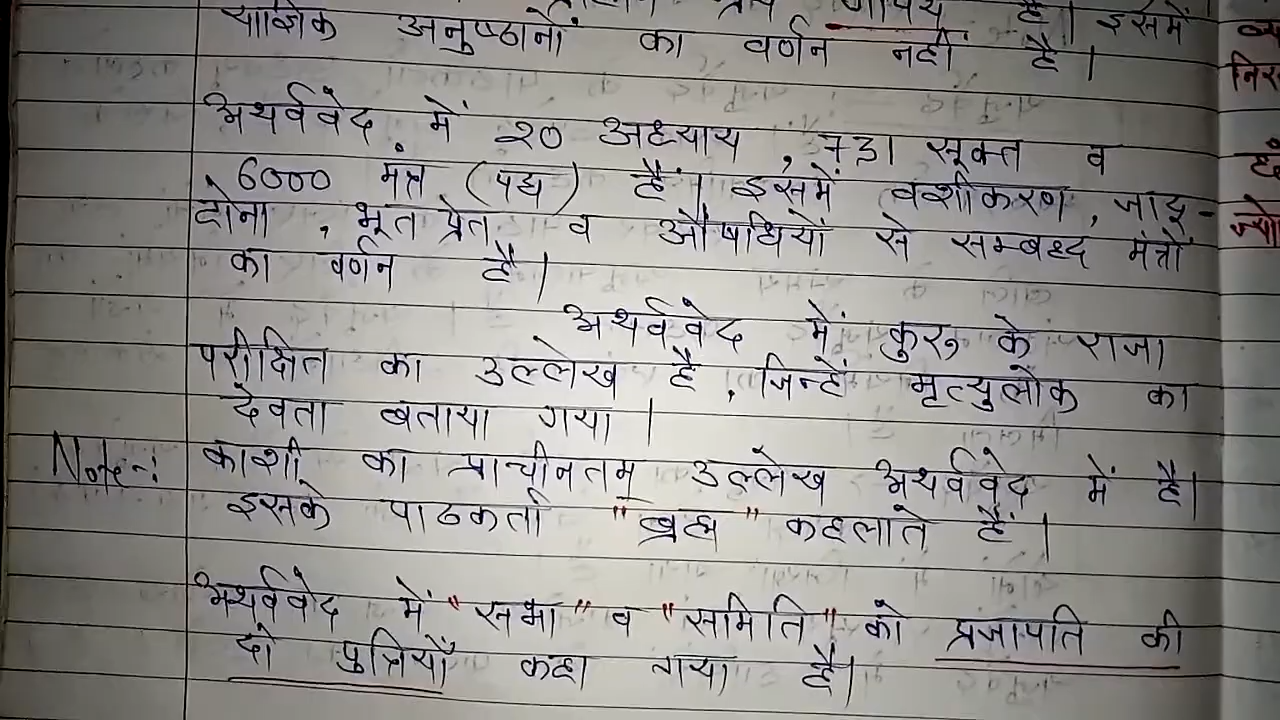 है। इसमें
याज्ञिक अनुष्ठानों का वर्णन नहीं है।
अथर्ववेद में 20 अध्याय, 731 सूक्त व
6000 मंत्र (पद्य) हैं। इसमें वशीकरण, जादू-
टोना, भूत प्रेत व औषधियों से सम्बद्ध मंत्रों
का वर्णन है।
अथर्ववेद में कुरू के राजा
परीक्षित का उल्लेख है, जिन्हें मृत्युलोक का
देवता बताया गया।
Note-: काशी का प्राचीनतम उल्लेख अथर्ववेद में है।
इसके पाठकर्ता "ब्रह्म" कहलाते हैं।
अथर्ववेद में "सभा" व "समिति" को प्रजापति की
दो पुत्रियाँ कहा गया है।